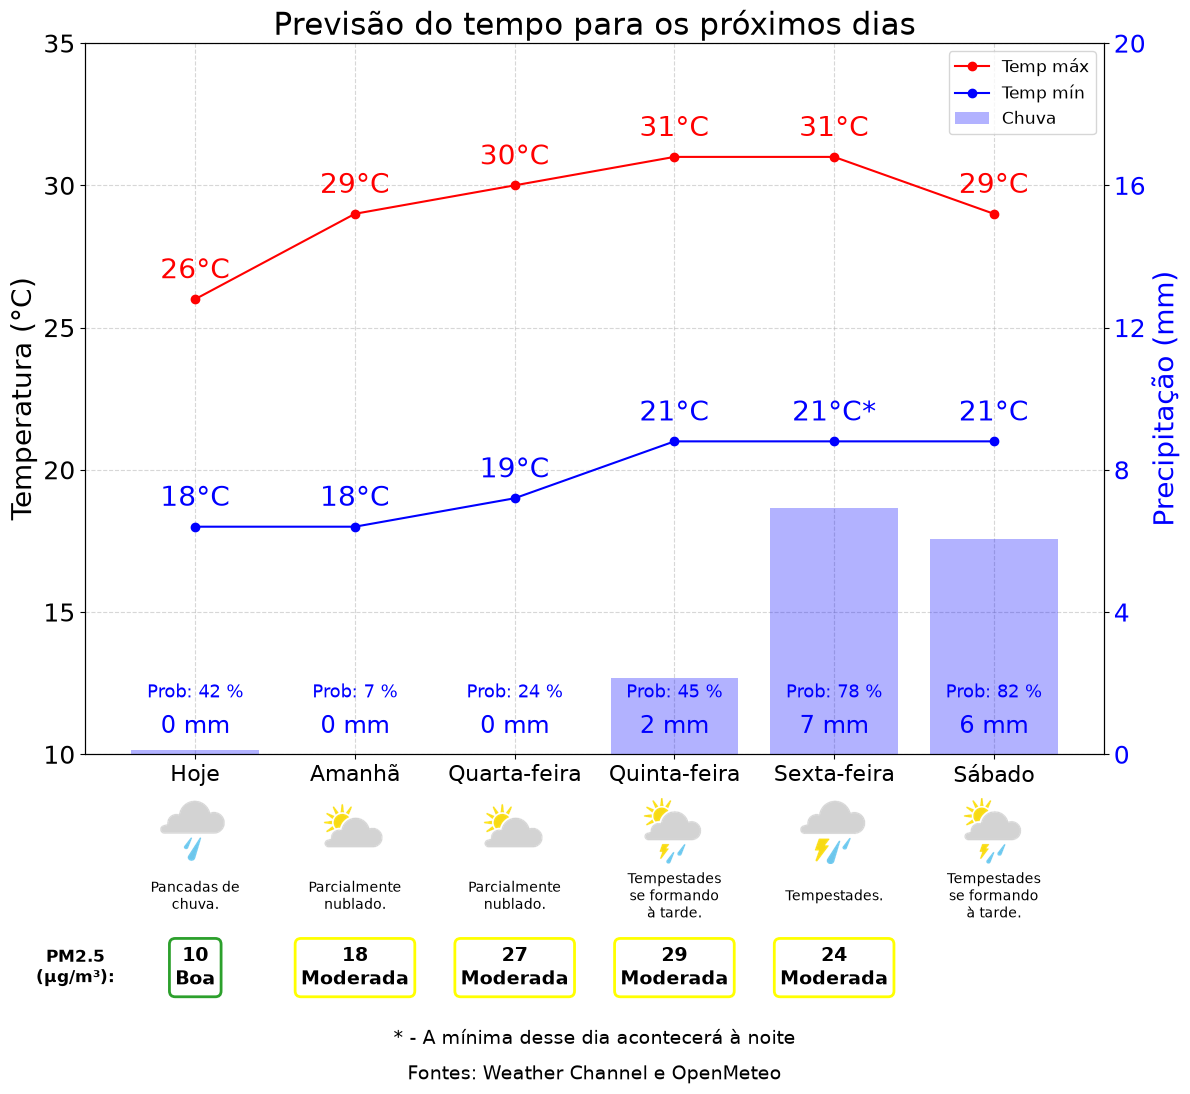 Previsão do tempo para os próximos dias
35
30
25
20
15
10
Temperatura (°C)
20
16
12
8
4
0
Precipitação (mm)
Temp máx
Temp mín
Chuva
26°C
29°C
30°C
31°C
31°C
29°C
18°C
18°C
19°C
21°C
21°C*
21°C
Prob: 42 %
Prob: 7 %
Prob: 24 %
Prob: 45 %
Prob: 78 %
Prob: 82 %
0 mm
0 mm
0 mm
2 mm
7 mm
6 mm
Hoje
Amanhã
Quarta-feira
Quinta-feira
Sexta-feira
Sábado
Pancadas de
chuva.
Parcialmente
nublado.
Parcialmente
nublado.
Tempestades
se formando
à tarde.
Tempestades.
Tempestades
se formando
à tarde.
PM2.5
(µg/m³):
10
Boa
18
Moderada
27
Moderada
29
Moderada
24
Moderada
* - A mínima desse dia acontecerá à noite
Fontes: Weather Channel e OpenMeteo